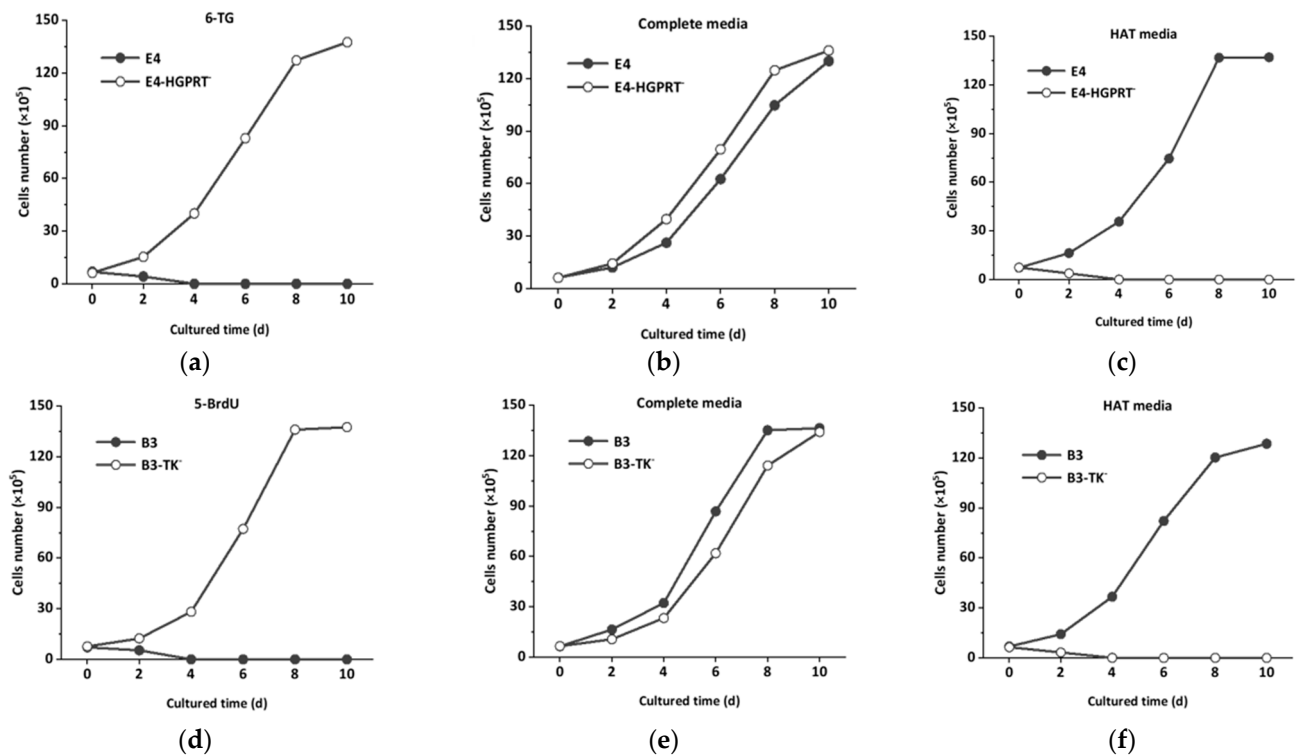 6-TG
E4
E4-HGPRT⁻
Cells number (×10⁵)
150
120
90
60
30
0
0 2 4 6 8 10
Cultured time (d)
(a)
Complete media
E4
E4-HGPRT⁻
Cells number (×10⁵)
150
120
90
60
30
0
0 2 4 6 8 10
Cultured time (d)
(b)
HAT media
E4
E4-HGPRT⁻
Cells number (×10⁵)
150
120
90
60
30
0
0 2 4 6 8 10
Cultured time (d)
(c)
5-BrdU
B3
B3-TK⁻
Cells number (×10⁵)
150
120
90
60
30
0
0 2 4 6 8 10
Cultured time (d)
(d)
Complete media
B3
B3-TK⁻
Cells number (×10⁵)
150
120
90
60
30
0
0 2 4 6 8 10
Cultured time (d)
(e)
HAT media
B3
B3-TK⁻
Cells number (×10⁵)
150
120
90
60
30
0
0 2 4 6 8 10
Cultured time (d)
(f)